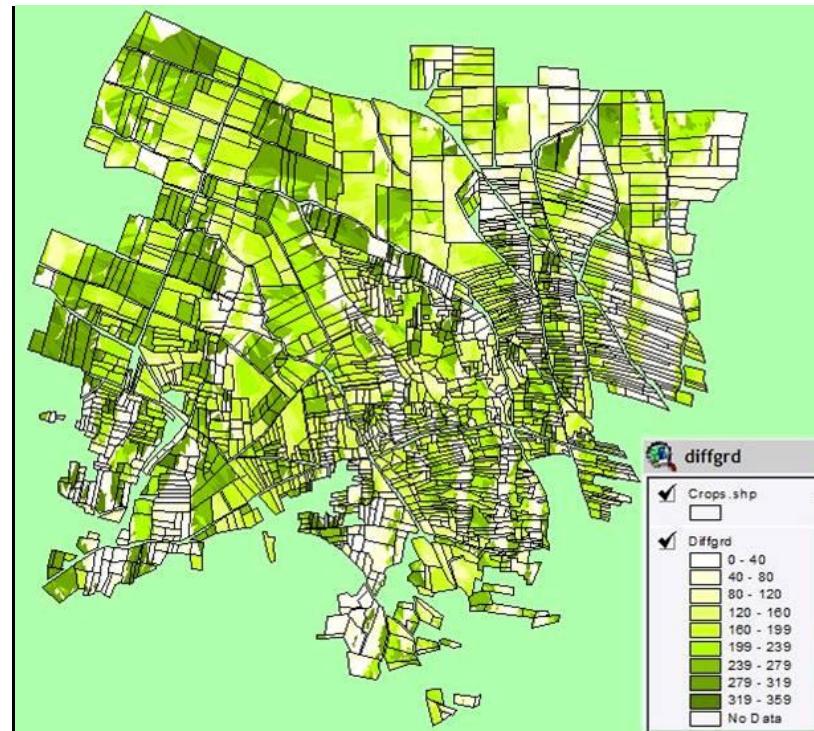 diffgrd
Crops.shp
Diffgrd
0 - 40
40 - 80
80 - 120
120 - 160
160 - 199
199 - 239
239 - 279
279 - 319
319 - 359
No Data